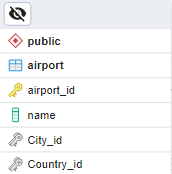 public
airport
airport_id
name
City_id
Country_id